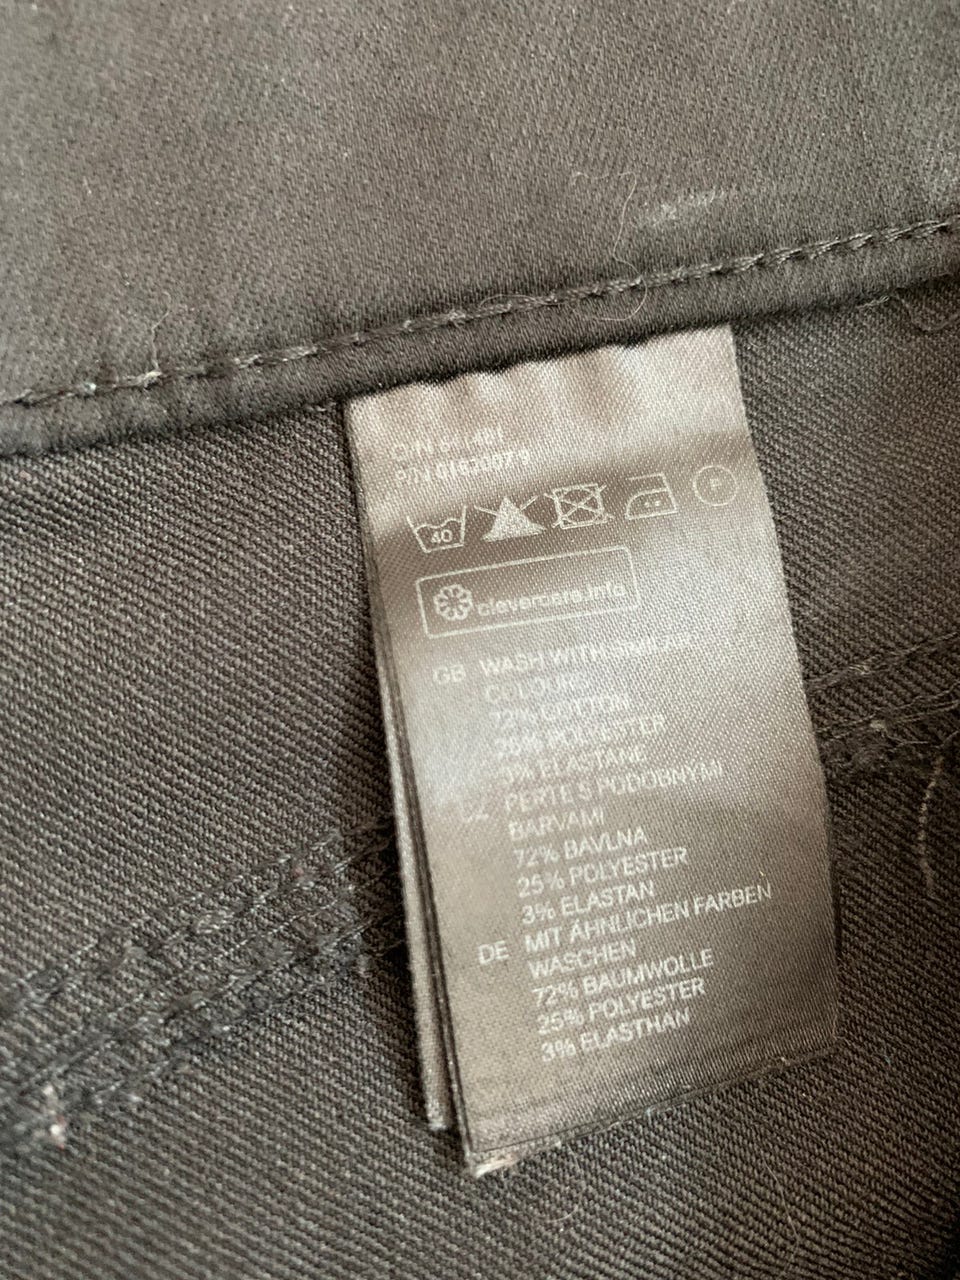 40
clevercare.info
GB WASH WITH SIMILAR
COLOURS
72% COTTON
25% POLYESTER
3% ELASTANE
CZ PERTE S PODOBNÝMI
BARVAMI
72% BAVLNA
25% POLYESTER
3% ELASTAN
DE MIT ÄHNLICHEN FARBEN
WASCHEN
72% BAUMWOLLE
25% POLYESTER
3% ELASTHAN